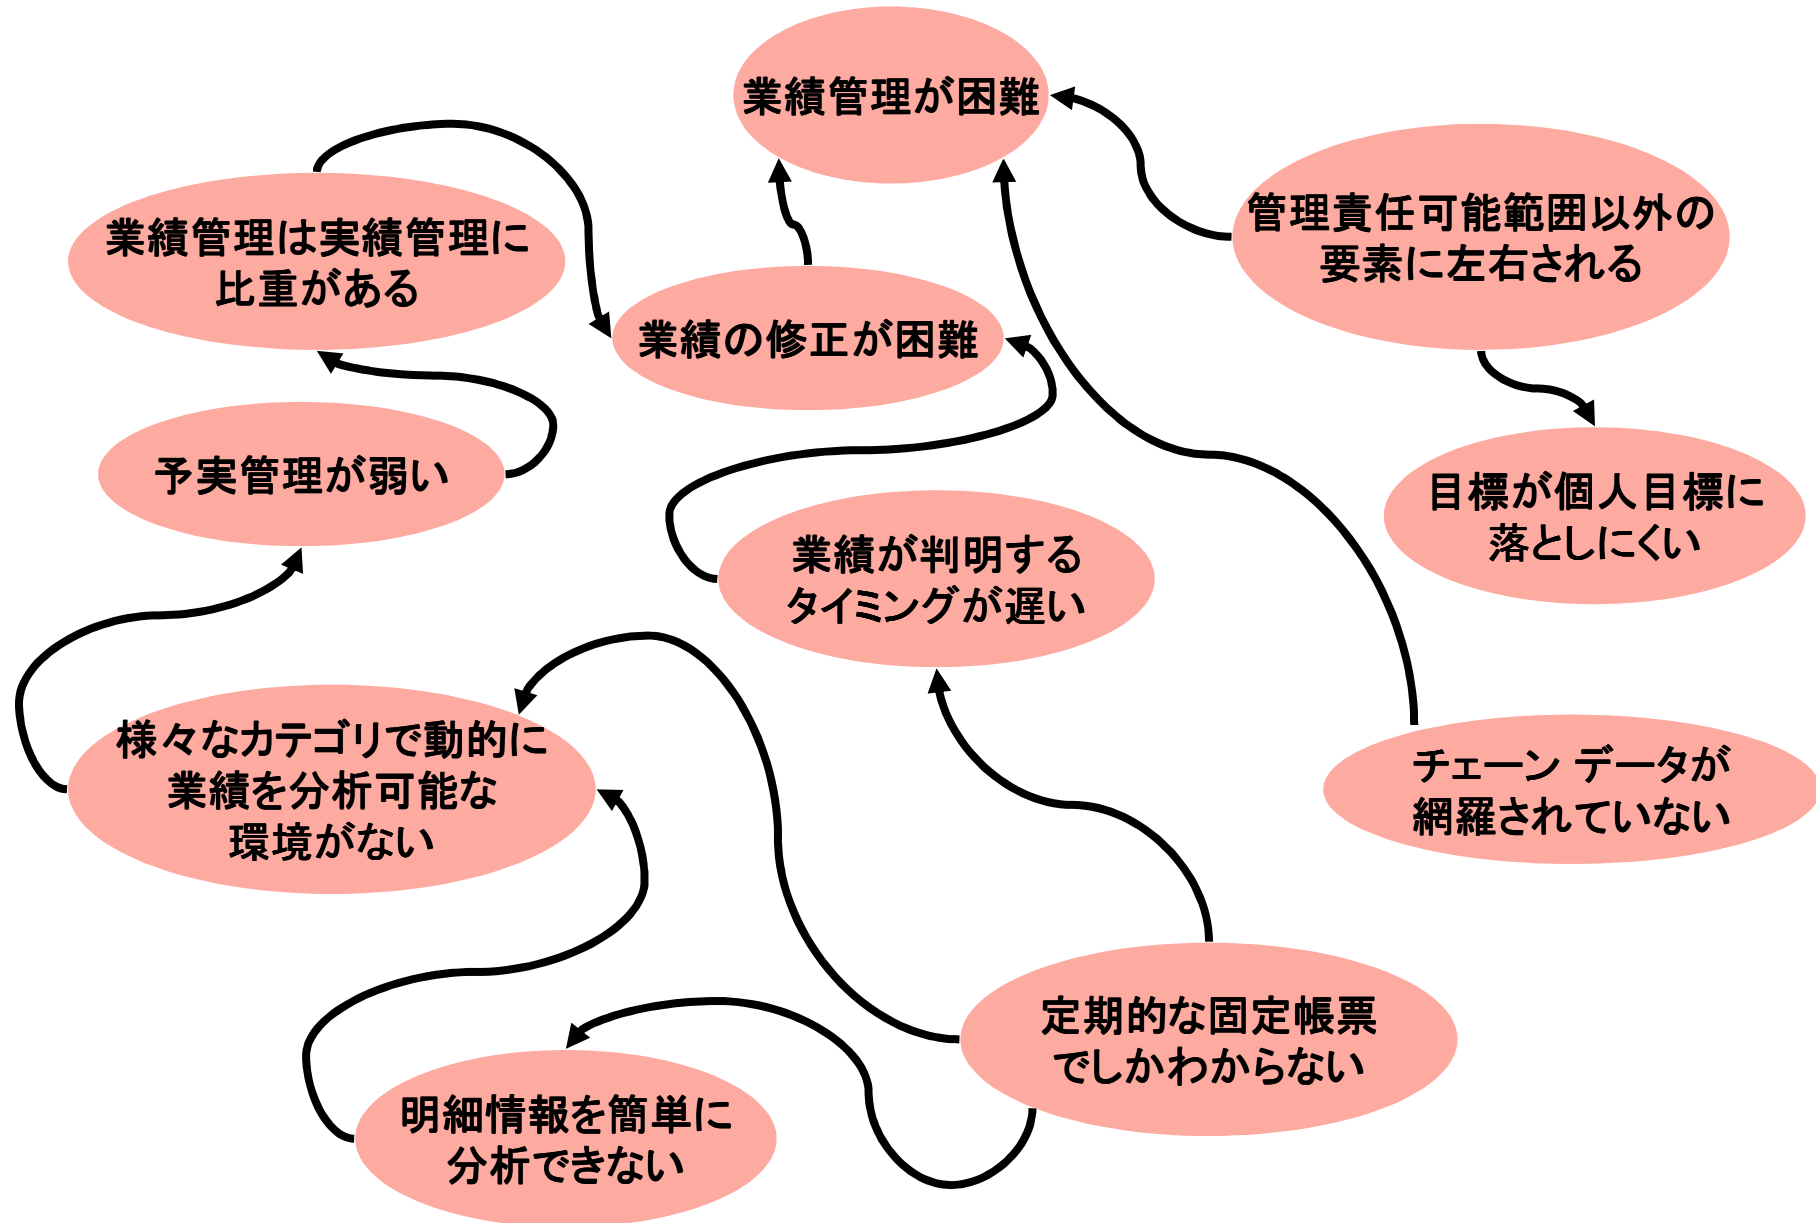 業績管理が困難
業績管理は実績管理に
比重がある
管理責任可能範囲以外の
要素に左右される
業績の修正が困難
予実管理が弱い
目標が個人目標に
落としにくい
業績が判明する
タイミングが遅い
様々なカテゴリで動的に
業績を分析可能な
環境がない
チェーン データが
網羅されていない
定期的な固定帳票
でしかわからない
明細情報を簡単に
分析できない